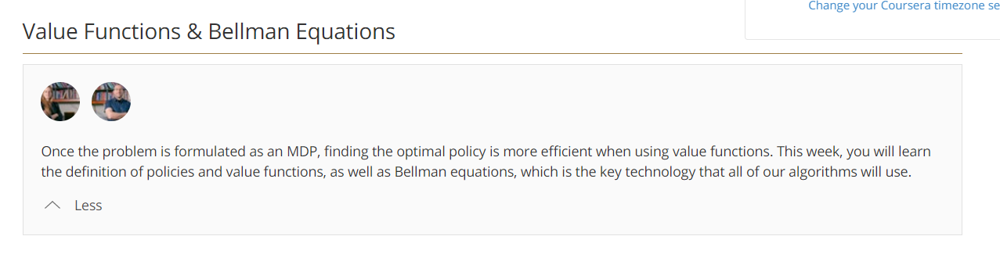 Change your Coursera timezone se
Value Functions & Bellman Equations
Once the problem is formulated as an MDP, finding the optimal policy is more efficient when using value functions. This week, you will learn
the definition of policies and value functions, as well as Bellman equations, which is the key technology that all of our algorithms will use.
Less